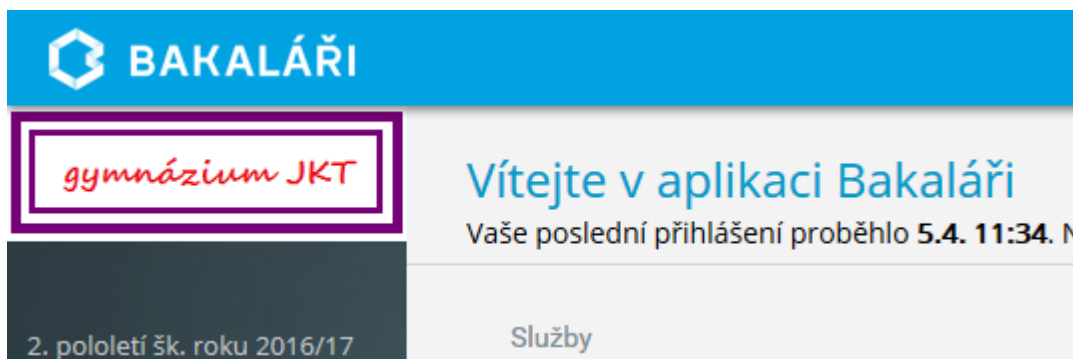 BAKALÁŘI
gymnázium JKT
Vítejte v aplikaci Bakaláři
Vaše poslední přihlášení proběhlo 5.4. 11:34.
2. pololetí šk. roku 2016/17
Služby